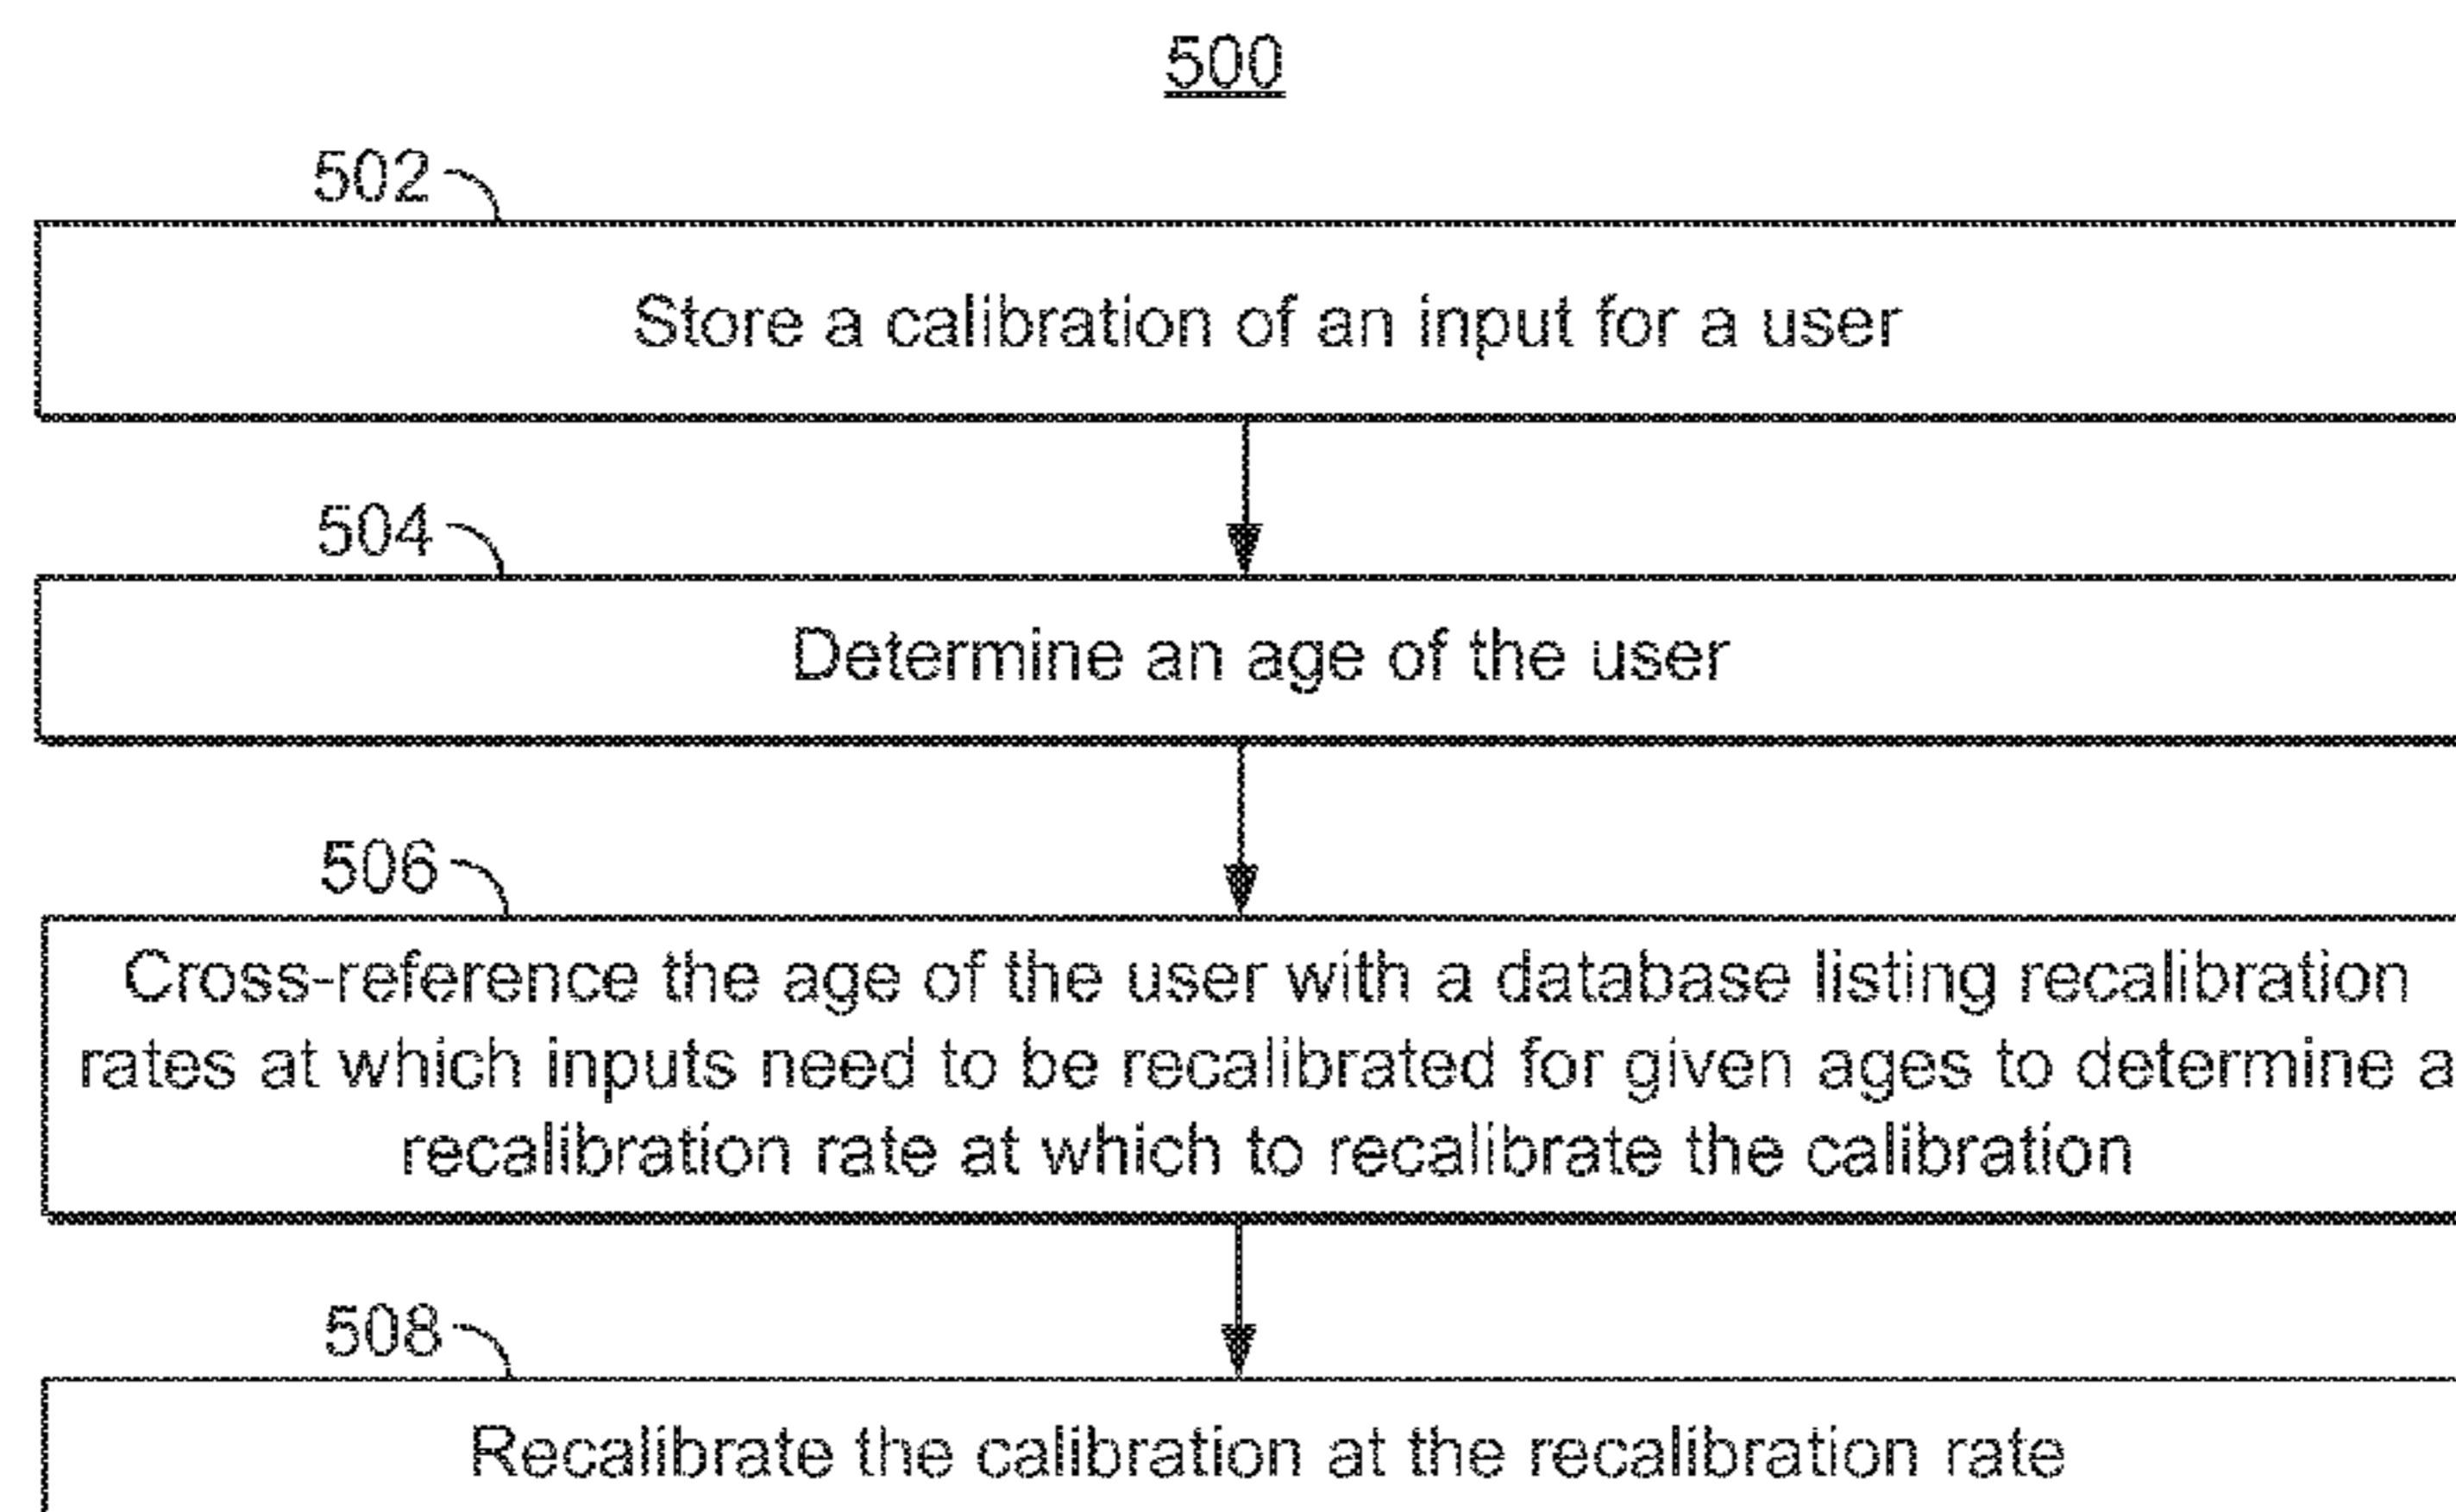 500
502
Store a calibration of an input for a user
504
Determine an age of the user
506
Cross-reference the age of the user with a database listing recalibration
rates at which inputs need to be recalibrated for given ages to determine a
recalibration rate at which to recalibrate the calibration
508
Recalibrate the calibration at the recalibration rate